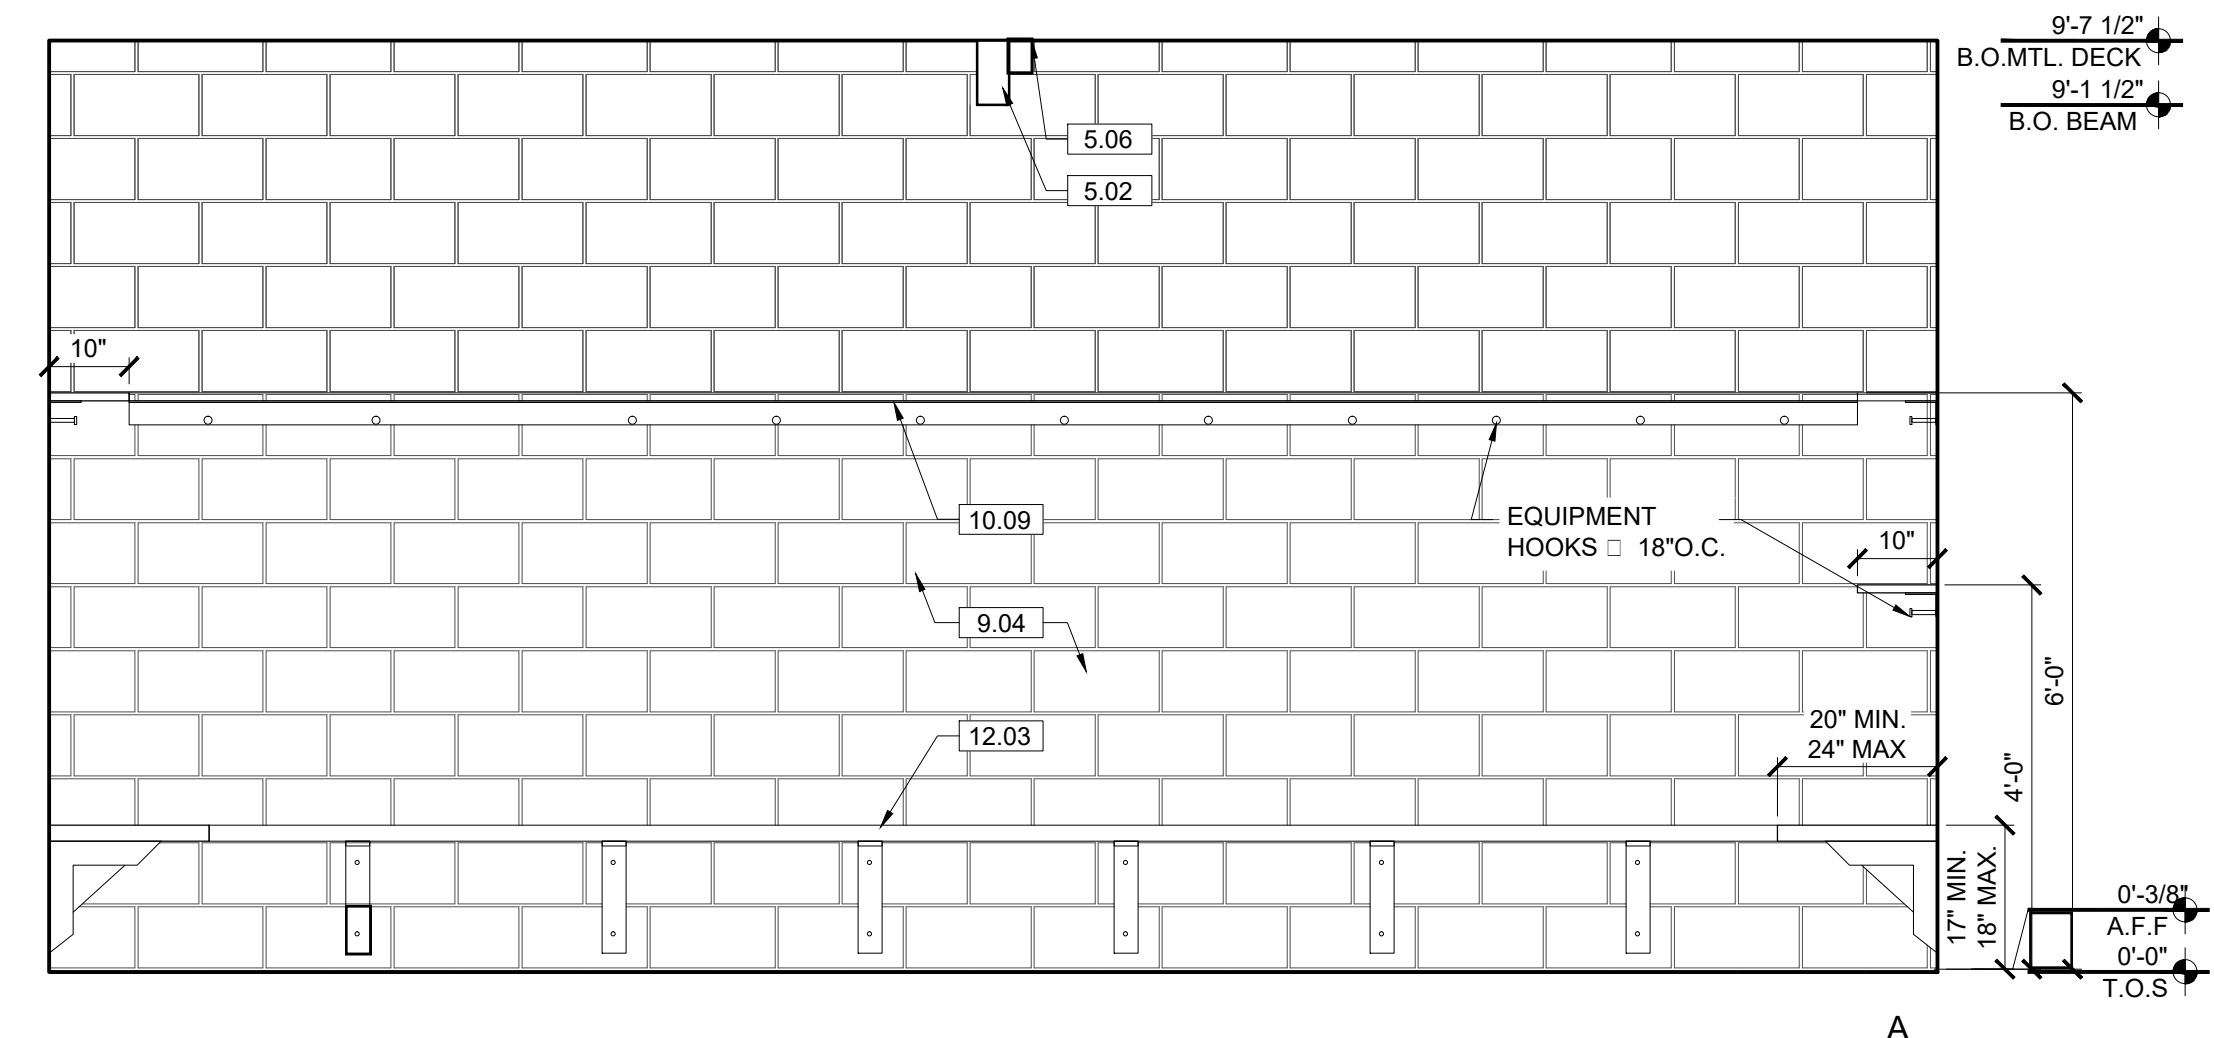 9'-7 1/2"
B.O.MTL. DECK
9'-1 1/2"
B.O. BEAM
5.06
5.02
10"
10.09
EQUIPMENT
HOOKS □ 18"O.C.
10"
9.04
6'-0"
20" MIN.
24" MAX
12.03
4'-0"
17" MIN.
18" MAX.
0'-3/8"
A.F.F
0'-0"
T.O.S
A